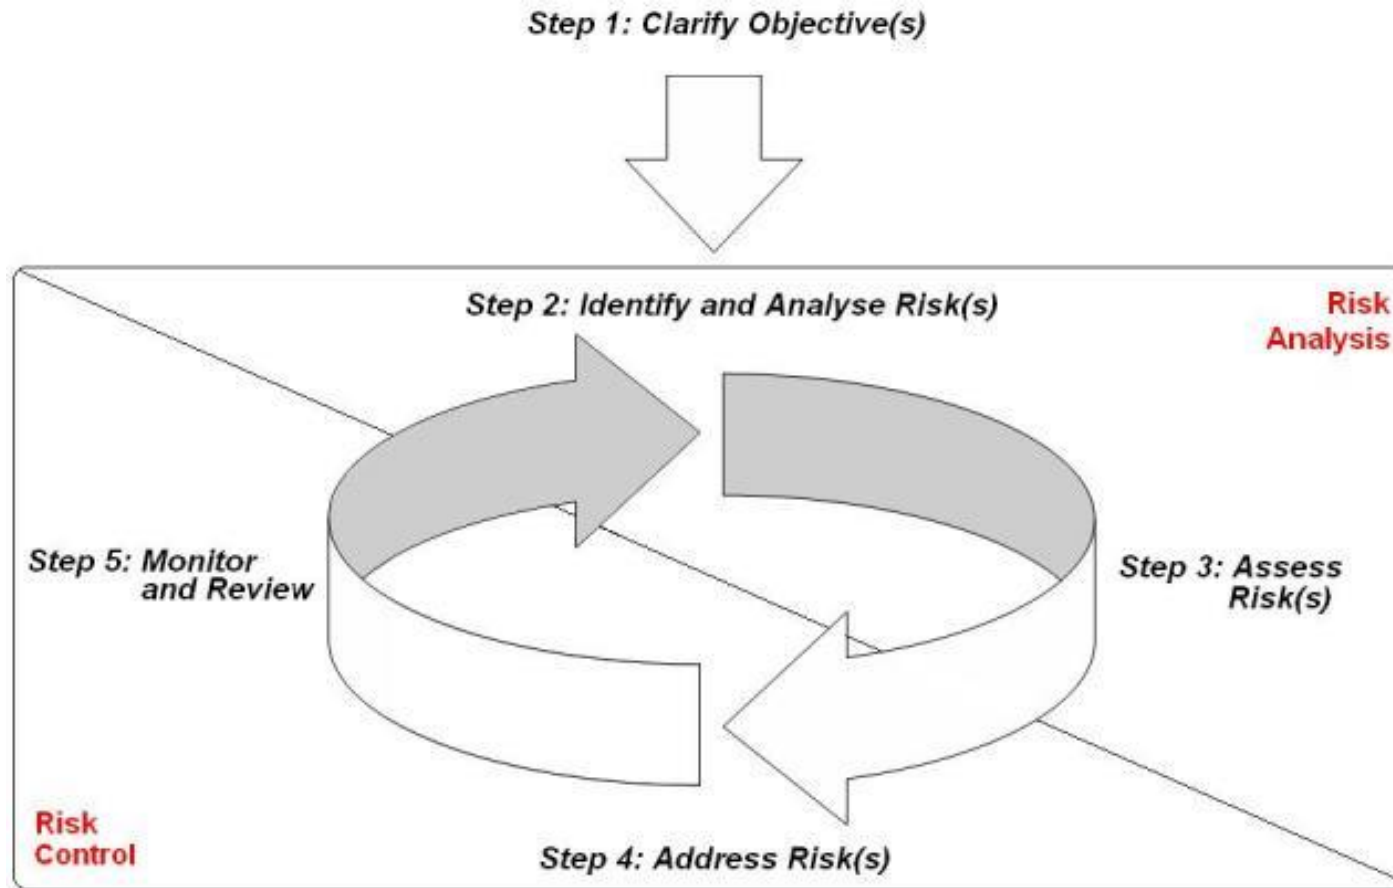 Step 1: Clarify Objective(s)
Step 2: Identify and Analyse Risk(s)
Risk
Analysis
Step 5: Monitor
and Review
Step 3: Assess
Risk(s)
Risk
Control
Step 4: Address Risk(s)